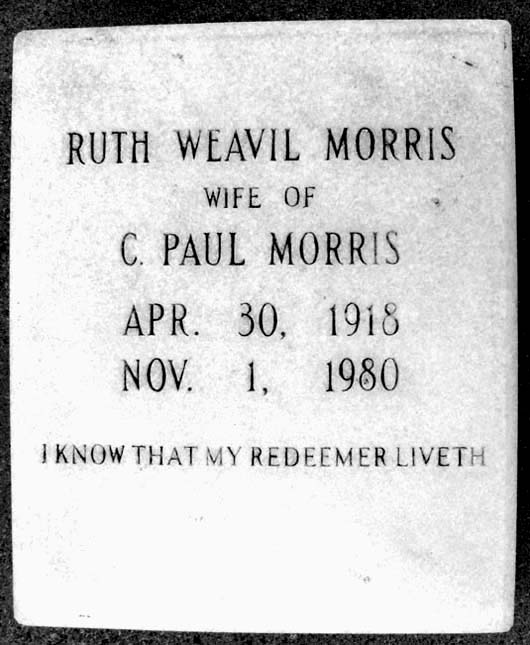 RUTH WEAVIL MORRIS
WIFE OF
C. PAUL MORRIS
APR. 30, 1918
NOV. 1, 1980
I KNOW THAT MY REDEEMER LIVETH